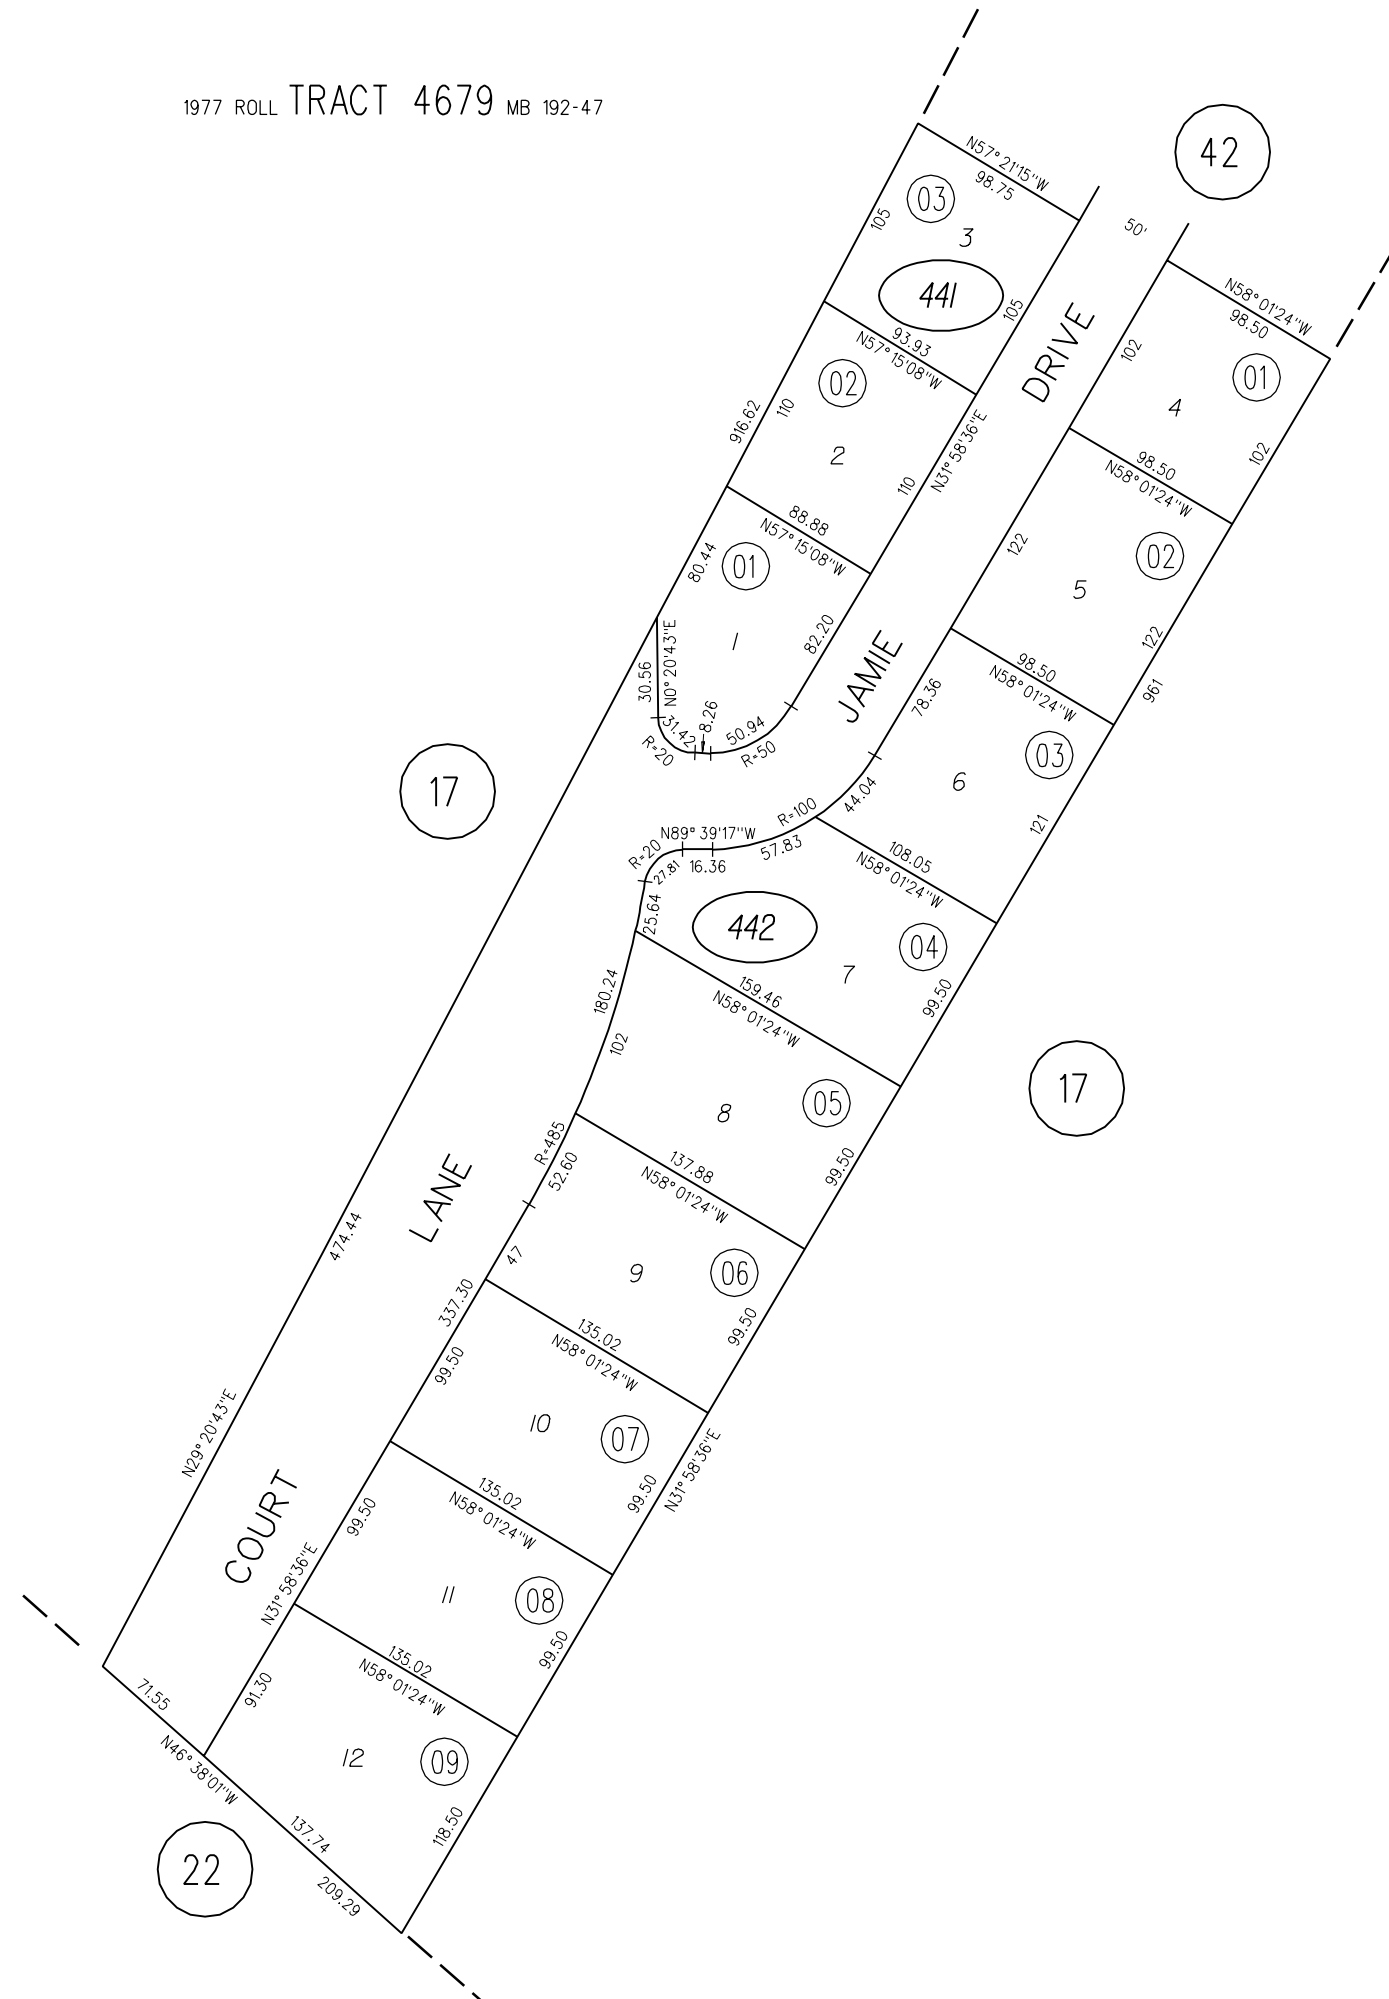 1977 ROLL TRACT 4679 MB 192-47
42
N57°21'15"W
98.75
03
3
105
441
105
50'
DRIVE
N58°01'24"W
98.50
102
01
4
102
93.93
N57°15'08"W
02
110
916.62
2
110
N31°58'36"E
98.50
N58°01'24"W
122
02
5
122
88.88
N57°15'08"W
80.44
01
1
82.20
30.56
N0°20'43"E
31.42
R=20
8.26
50.94
R=50
JAMIE
98.50
N58°01'24"W
961
78.36
03
6
121
17
44.04
R=100
57.83
N89°39'17"W
R=20
27.81
16.36
108.05
N58°01'24"W
25.64
442
04
7
99.50
180.24
102
159.46
N58°01'24"W
17
05
8
99.50
R=485
52.60
137.88
N58°01'24"W
LANE
474.44
47
06
9
99.50
337.30
99.50
135.02
N58°01'24"W
10
07
99.50
N31°58'36"E
N29°20'43"E
135.02
N58°01'24"W
COURT
99.50
N31°58'36"E
11
08
99.50
135.02
N58°01'24"W
71.55
91.30
12
09
118.50
N46°38'01"W
137.74
209.29
22